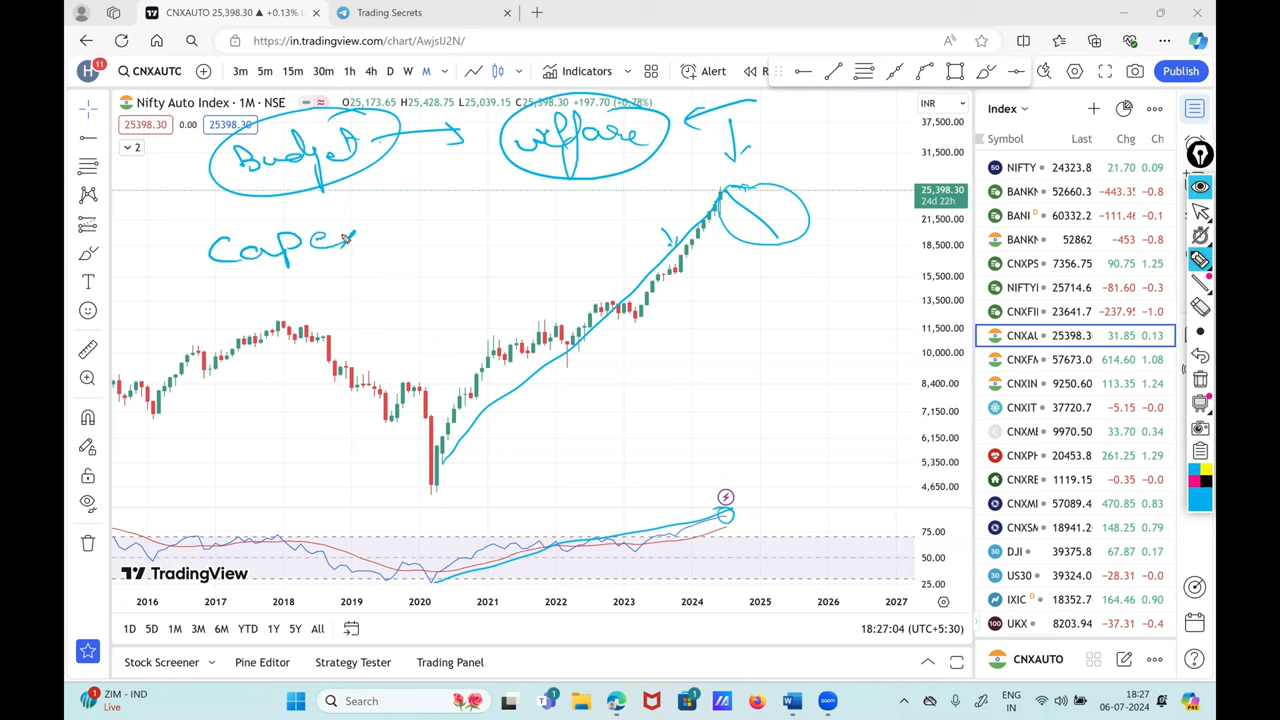 CNXAUTO 25,398.30 ▲ +0.13%
Trading Secrets
https://in.tradingview.com/chart/AwjsIJ2N/
H 11
CNXAUTO 3m 5m 15m 30m 1h 4h D W M Indicators Alert Publish
Nifty Auto Index · 1M · NSE O25,173.65 H25,428.75 L25,039.15 C25,398.30 +197.70 (+0.78%)
INR
25398.30 0.00 25398.30
2
Budget welfare
Capex
37,500.00
31,500.00
25,398.30
24d 22h
21,500.00
18,500.00
15,500.00
13,500.00
11,500.00
10,000.00
8,400.00
7,150.00
6,150.00
5,350.00
4,650.00
75.00
50.00
25.00
TradingView
2016 2017 2018 2019 2020 2021 2022 2023 2024 2025 2026 2027
1D 5D 1M 3M 6M YTD 1Y 5Y All
18:27:04 (UTC+5:30)
Stock Screener Pine Editor Strategy Tester Trading Panel
Index
Symbol Last Chg Ch
50 NIFTY 24323.8 21.70 0.09
BANKN 52660.3 -443.35 -0.8
BANI D 60332.2 -111.46 -0.1
BANKN 52862 -453 -0.8
CNXPS 7356.75 90.75 1.25
NIFTYI 25714.6 -81.60 -0.3
CNXFII 23641.7 -237.95 -1.0
CNXAU 25398.3 31.85 0.13
CNXFM 57673.0 614.60 1.08
CNXIN 9250.60 113.35 1.24
CNXIT 37720.7 -5.15 -0.0
CNXME 9970.50 33.70 0.34
CNXPH 20453.8 261.25 1.29
CNXRE 1119.15 -0.35 -0.0
CNXMI 57089.4 470.85 0.83
CNXSM 18941.2 148.25 0.79
30 DJI 39375.8 67.87 0.17
30 US30 39324.0 -28.31 -0.0
IXIC D 18352.7 164.46 0.90
100 UKX 8203.94 -37.31 -0.4
CNXAUTO
1 ZIM - IND
Live
Search
ENG
IN
18:27
06-07-2024